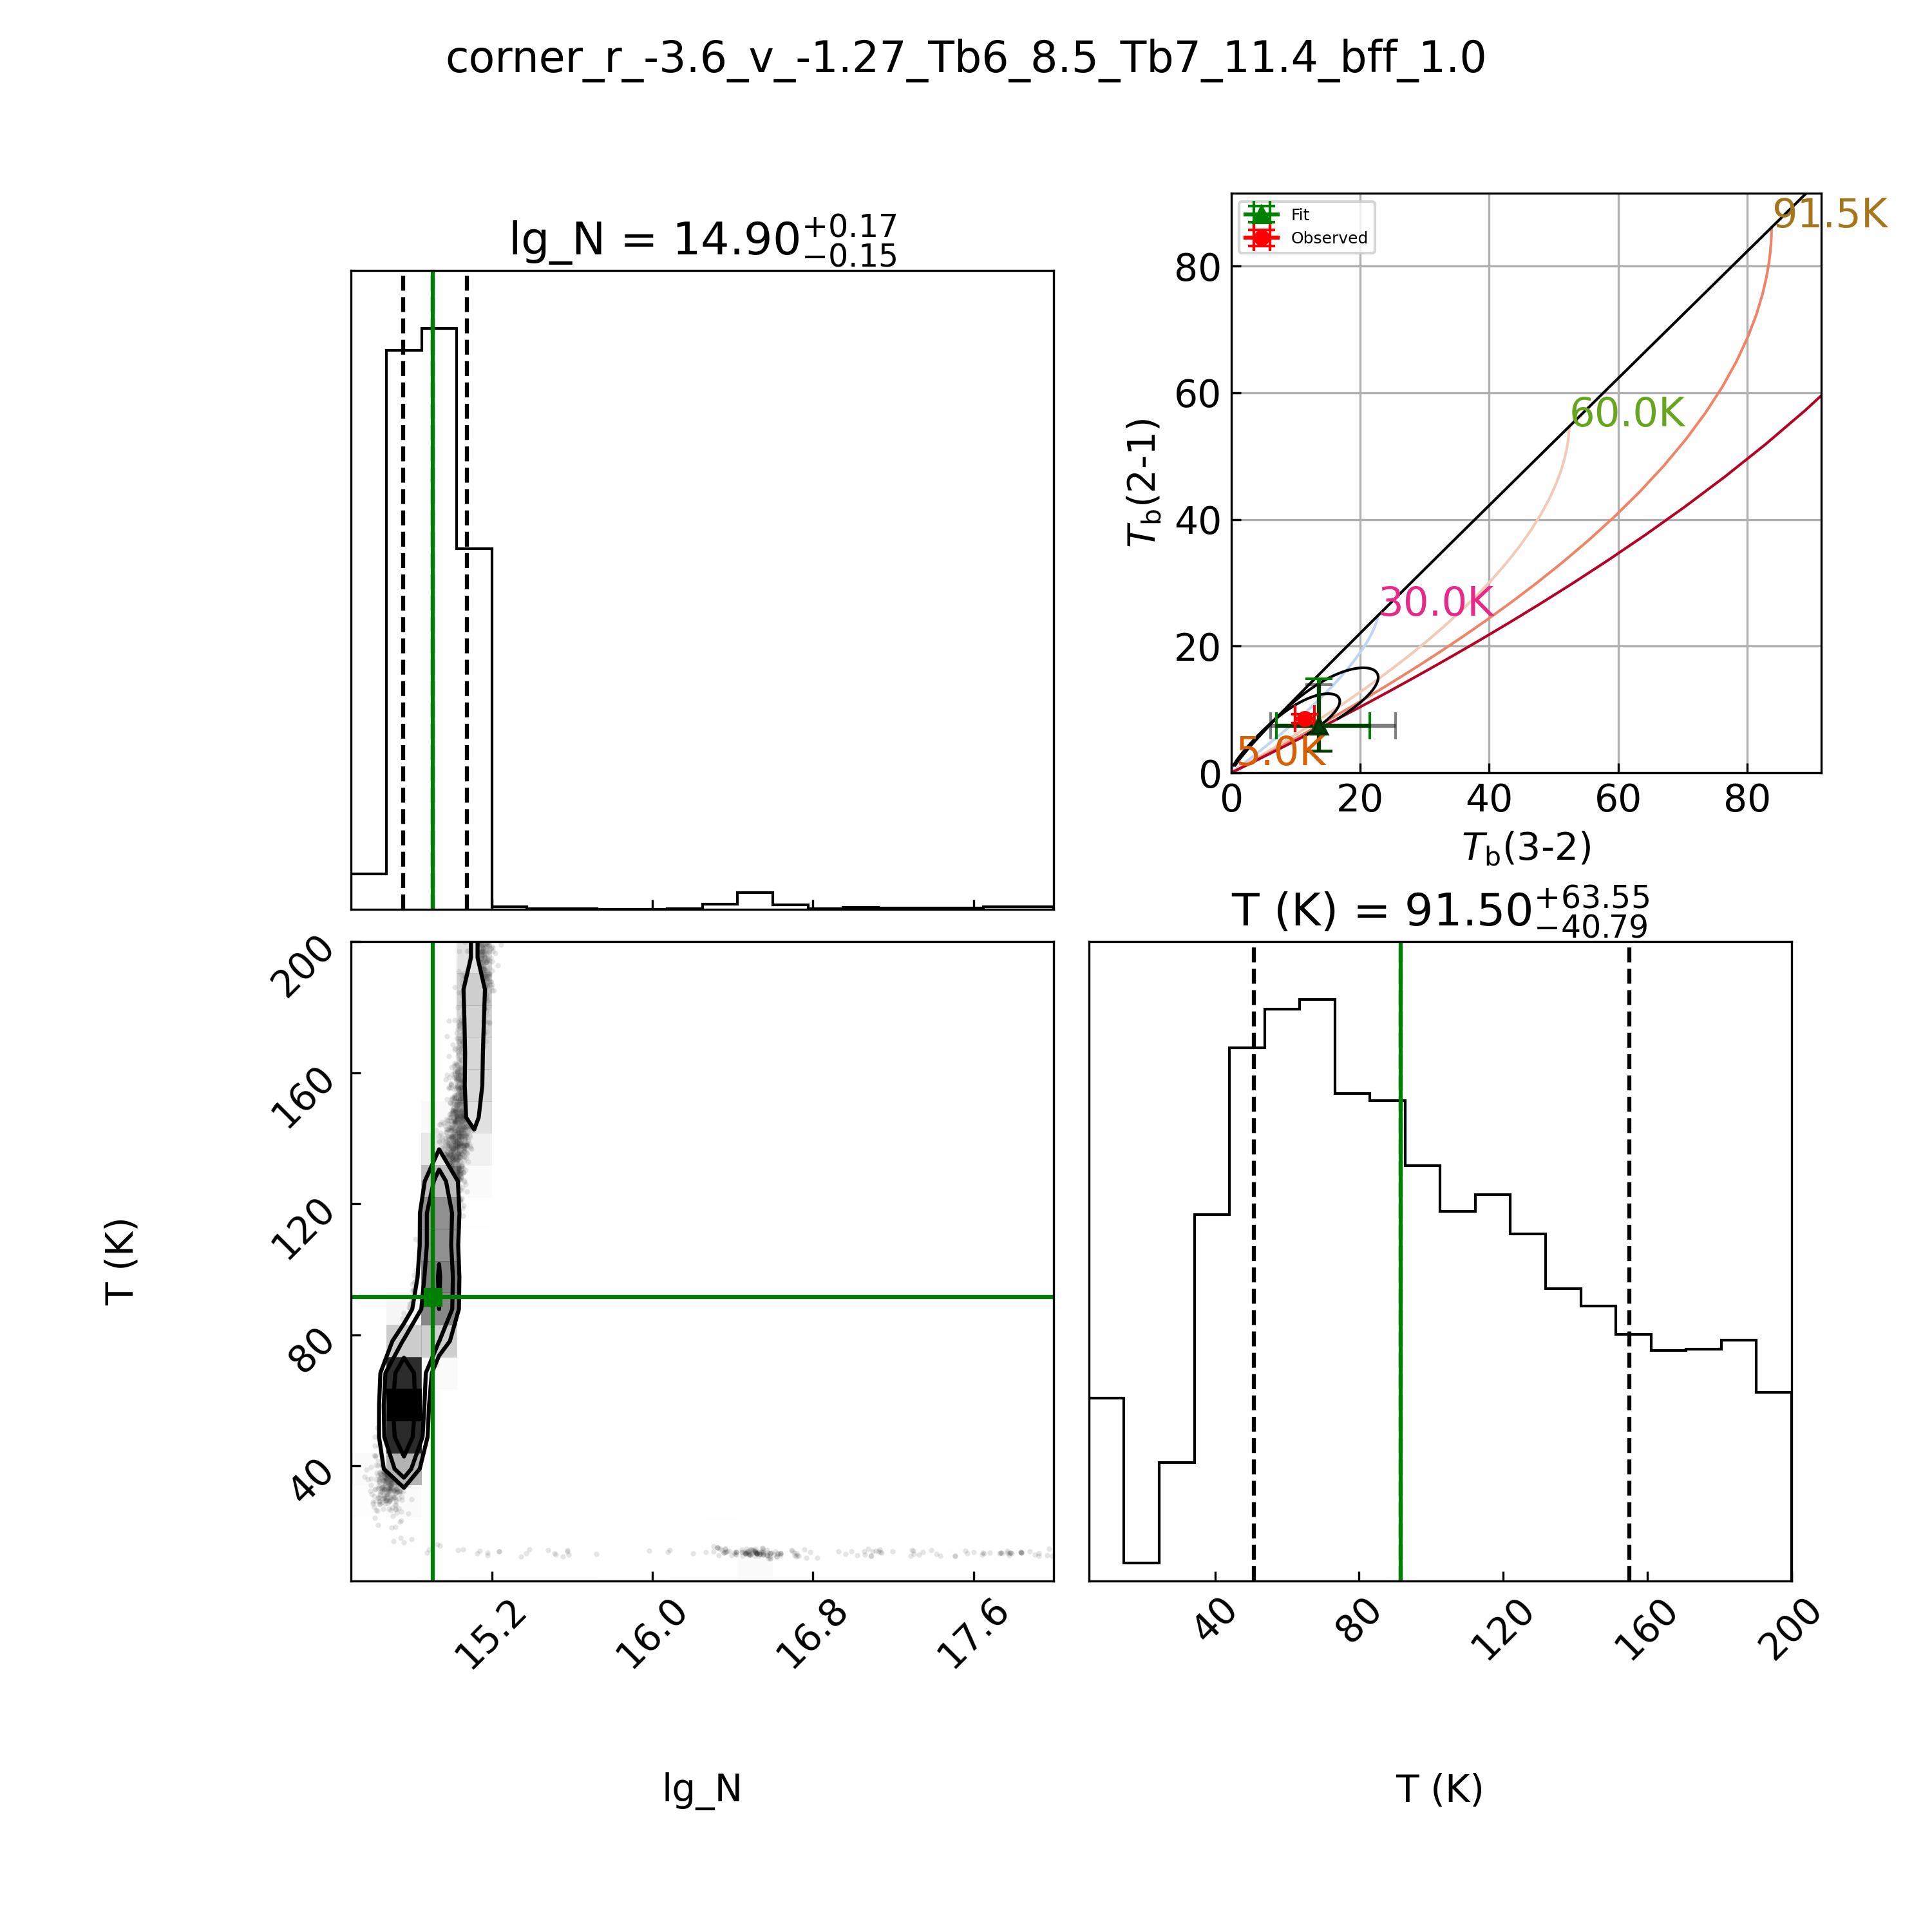 corner_r_-3.6_v_-1.27_Tb6_8.5_Tb7_11.4_bff_1.0
lg_N = 14.90+0.17−0.15
Fit
Observed
91.5K
60.0K
30.0K
5.0K
80
60
40
20
0
Tb(2-1)
0 20 40 60 80
Tb(3-2)
T (K) = 91.50+63.55−40.79
200
160
120
80
40
T (K)
15.2 16.0 16.8 17.6
lg_N
40 80 120 160 200
T (K)